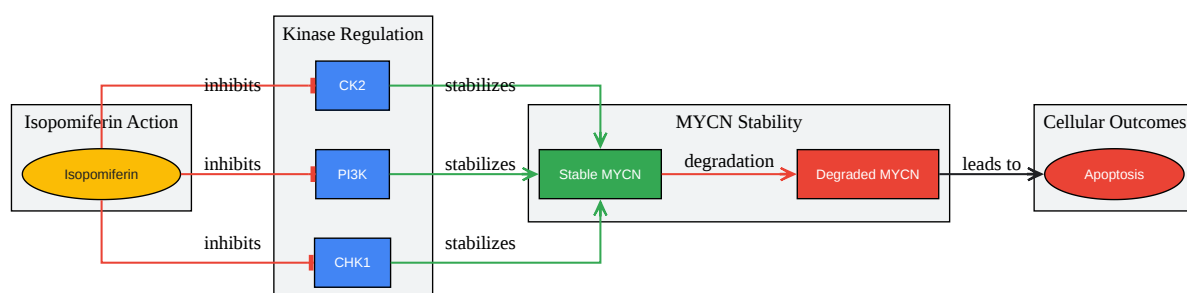 Kinase Regulation
inhibits
CK2
stabilizes
Isopomiferin Action
Isopomiferin
inhibits
PI3K
stabilizes
MYCN Stability
Stable MYCN
degradation
Degraded MYCN
leads to
Cellular Outcomes
Apoptosis
inhibits
CHK1
stabilizes